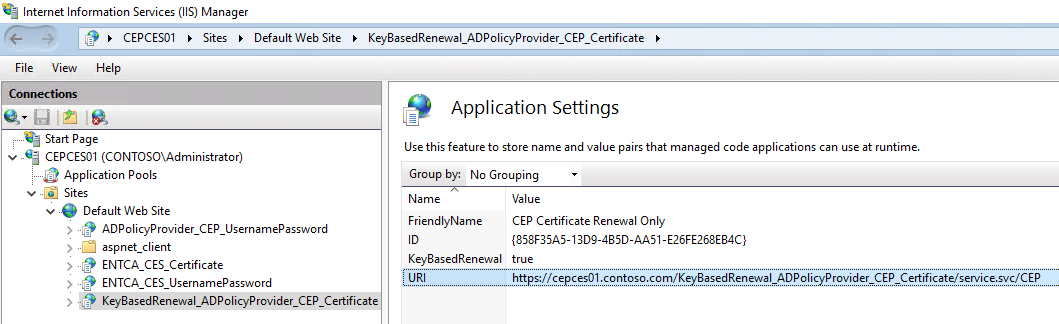 Internet Information Services (IIS) Manager
CEPCES01 Sites Default Web Site KeyBasedRenewal_ADPolicyProvider_CEP_Certificate
File View Help
Connections
Start Page
CEPCES01 (CONTOSO\Administrator)
Application Pools
Sites
Default Web Site
ADPolicyProvider_CEP_UsernamePassword
aspnet_client
ENTCA_CES_Certificate
ENTCA_CES_UsernamePassword
KeyBasedRenewal_ADPolicyProvider_CEP_Certificate
Application Settings
Use this feature to store name and value pairs that managed code applications can use at runtime.
Group by: No Grouping
Name Value
FriendlyName CEP Certificate Renewal Only
ID {858F35A5-13D9-4B5D-AA51-E26FE268EB4C}
KeyBasedRenewal true
URI https://cepces01.contoso.com/KeyBasedRenewal_ADPolicyProvider_CEP_Certificate/service.svc/CEP